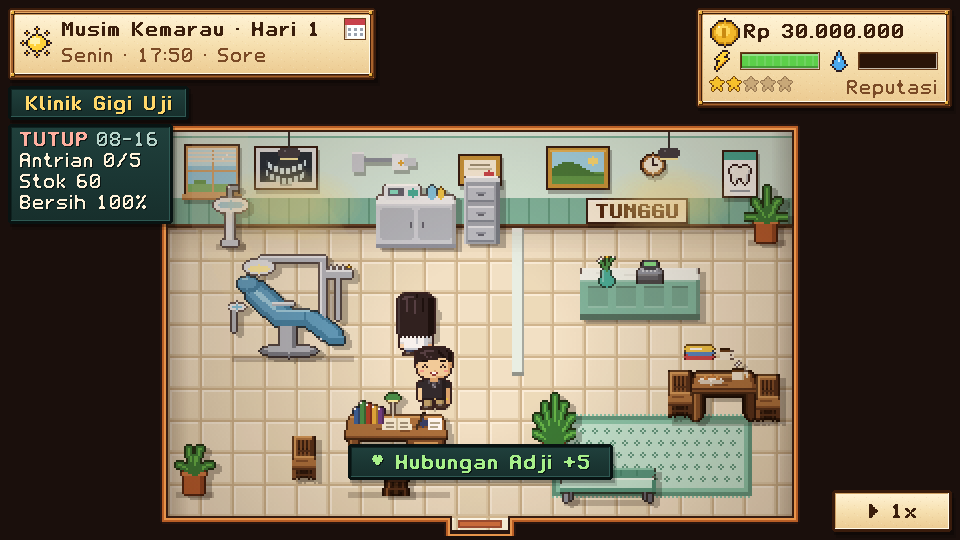 Musim Kemarau · Hari 1
Senin · 17:50 · Sore
Rp 30.000.000
Reputasi
Klinik Gigi Uji
TUTUP 08-16
Antrian 0/5
Stok 60
Bersih 100%
TUNGGU
♥ Hubungan Adji +5
1x